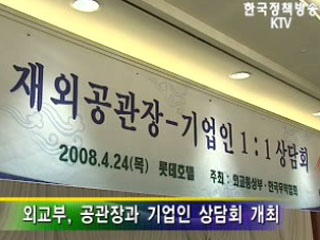 한국정책방송
KTV
재외공관장-기업인 1:1 상담회
2008.4.24(목) 롯데호텔 주최 : 외교통상부·한국무역협회
외교부, 공관장과 기업인 상담회 개최